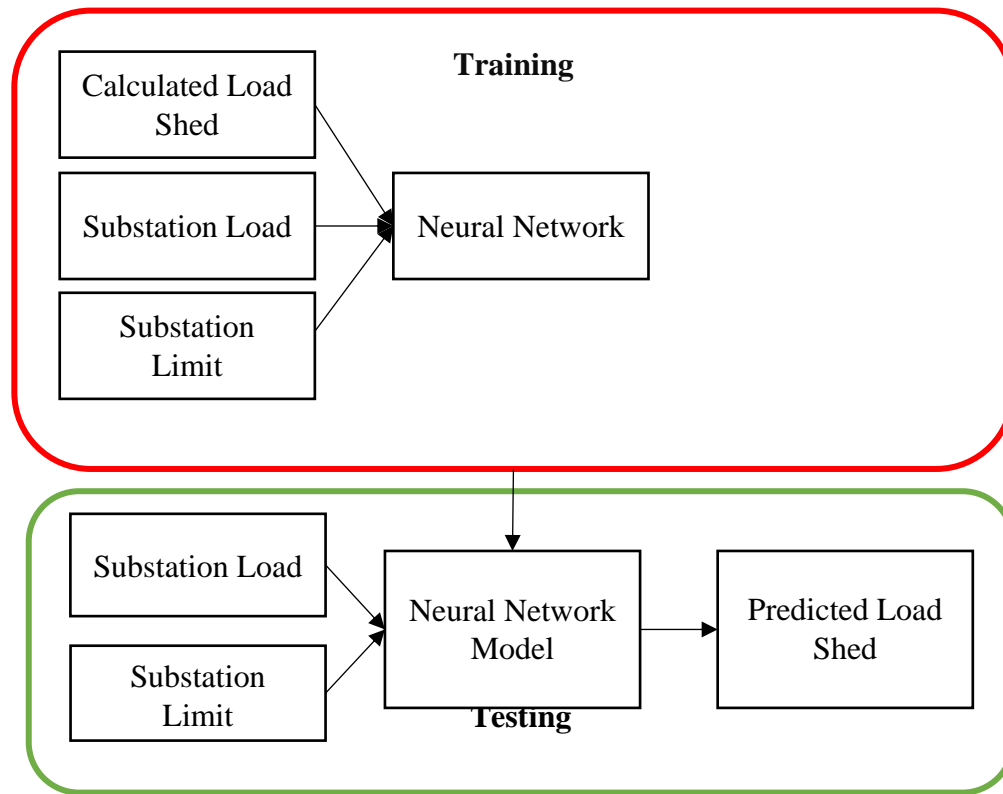 Training
Calculated Load
Shed
Substation Load
Neural Network
Substation
Limit
Substation Load
Substation
Limit
Neural Network
Model
Predicted Load
Shed
Testing